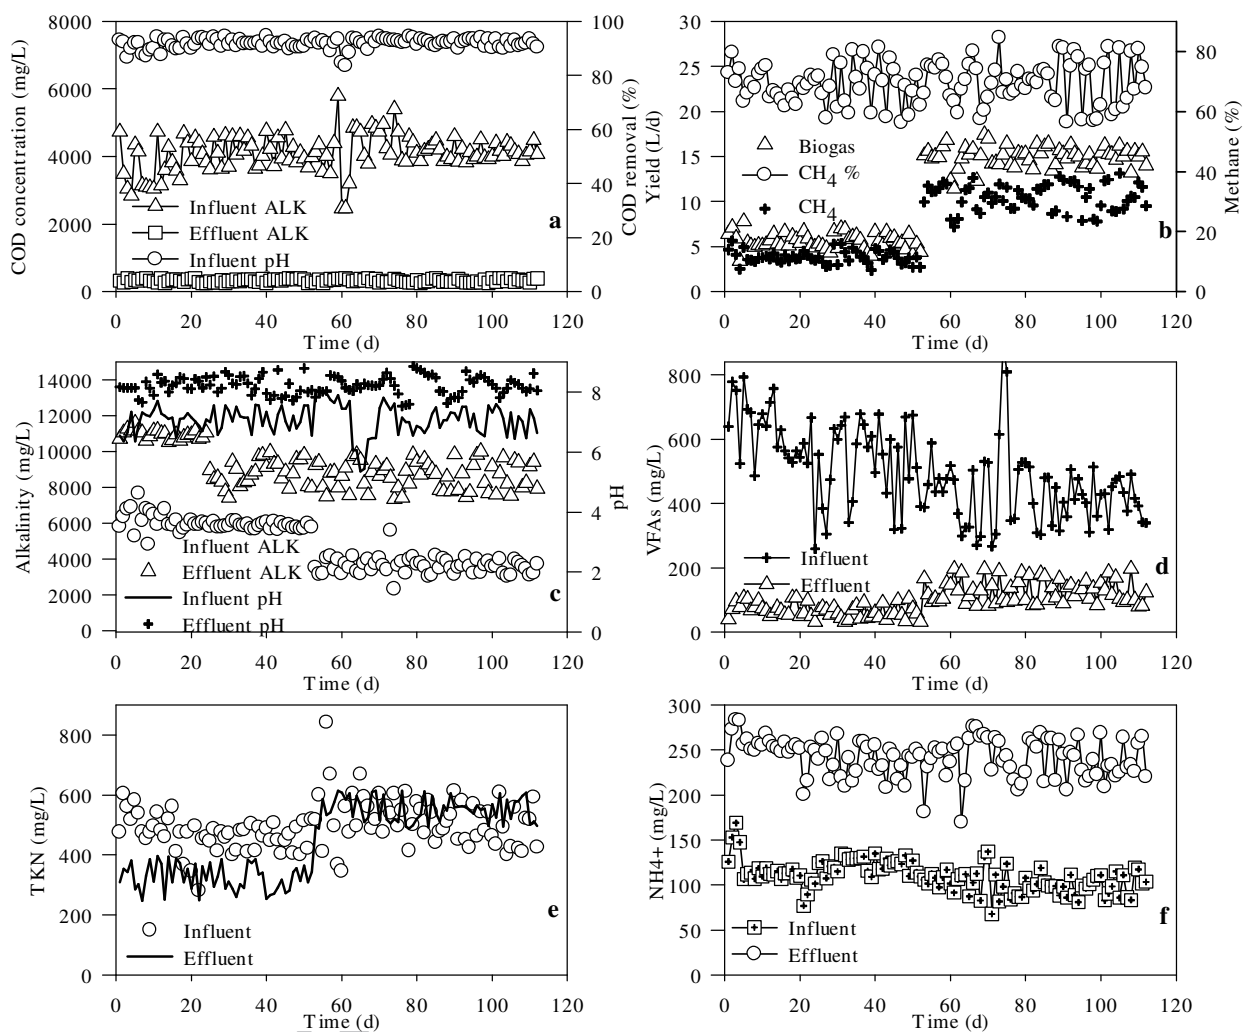 8000
6000
4000
2000
0
COD concentration (mg/L)
100
80
60
40
20
0
COD removal (%)
Influent ALK
Effluent ALK
Influent pH
a
0 20 40 60 80 100 120
Time (d)
30
25
20
15
10
5
0
Yield (L/d)
80
60
40
20
0
Methane (%)
Biogas
CH4 %
CH4
b
0 20 40 60 80 100 120
Time (d)
14000
12000
10000
8000
6000
4000
2000
0
Alkalinity (mg/L)
8
6
4
2
0
pH
Influent ALK
Effluent ALK
Influent pH
Effluent pH
c
0 20 40 60 80 100 120
Time (d)
800
600
400
200
0
VFAs (mg/L)
Influent
Effluent
d
0 20 40 60 80 100 120
Time (d)
800
600
400
200
0
TKN (mg/L)
Influent
Effluent
e
0 20 40 60 80 100 120
Time (d)
300
250
200
150
100
50
0
NH4+ (mg/L)
Influent
Effluent
f
0 20 40 60 80 100 120
Time (d)